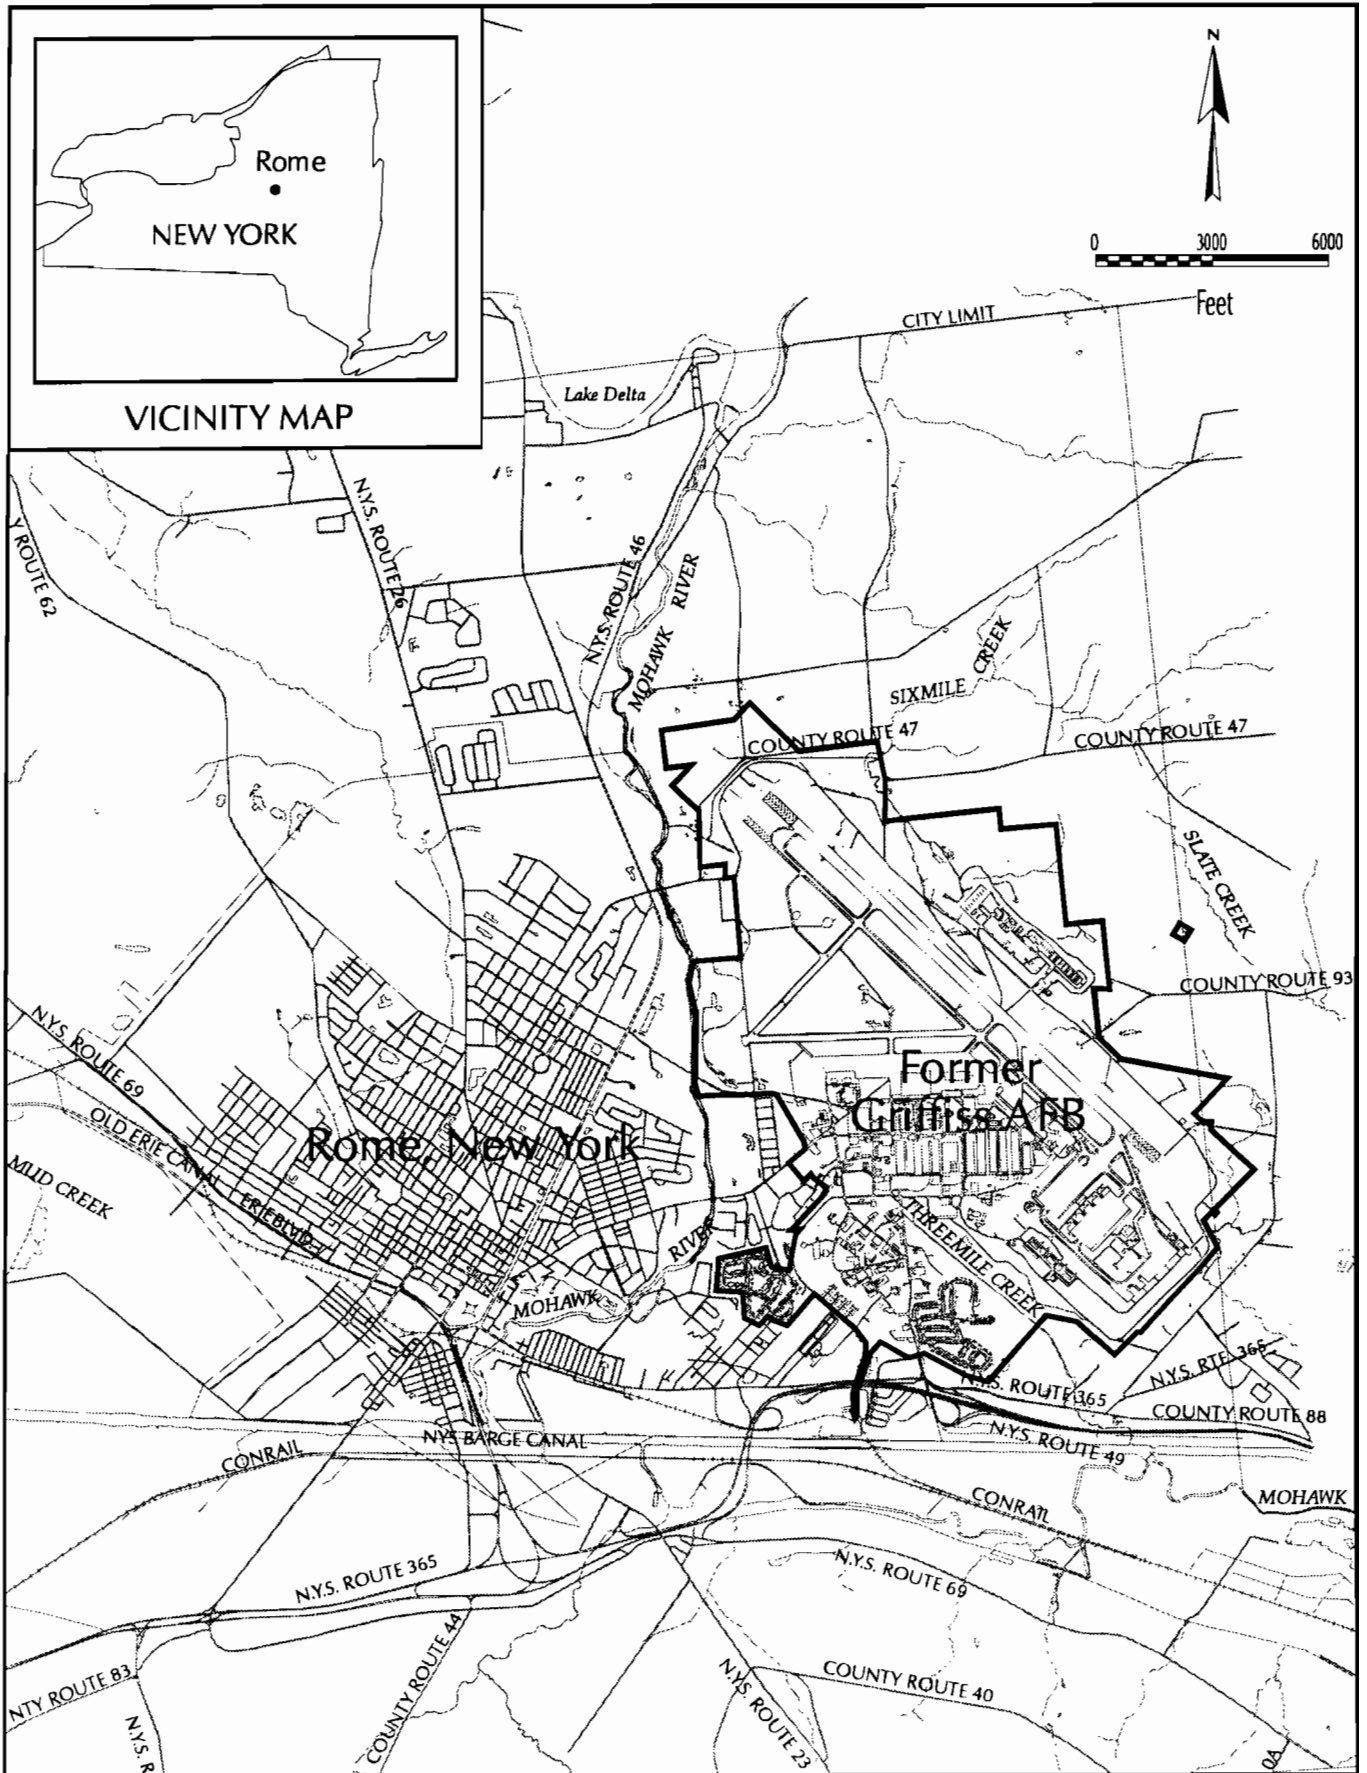 Rome
NEW YORK
VICINITY MAP
N
0 3000 6000
Feet
CITY LIMIT
Lake Delta
N.Y.S. ROUTE 26
Y ROUTE 62
N.Y.S. ROUTE 46
MOHAWK RIVER
SIXMILE CREEK
COUNTY ROUTE 47
COUNTY ROUTE 47
SLATE CREEK
COUNTY ROUTE 93
N.Y.S. ROUTE 69
Former
Griffiss AFB
OLD ERIE CANAL
Rome, New York
MUD CREEK
ERIE BLVD
THREEMILE CREEK
MOHAWK RIVER
N.Y.S. RTE. 365
N.Y.S. ROUTE 365
COUNTY ROUTE 88
NYS BARGE CANAL
N.Y.S. ROUTE 49
CONRAIL
CONRAIL
MOHAWK
N.Y.S. ROUTE 365
N.Y.S. ROUTE 69
COUNTY ROUTE 44
NTY ROUTE 83
N.Y.S. ROUTE 23
COUNTY ROUTE 40
N.Y.S. R
0A